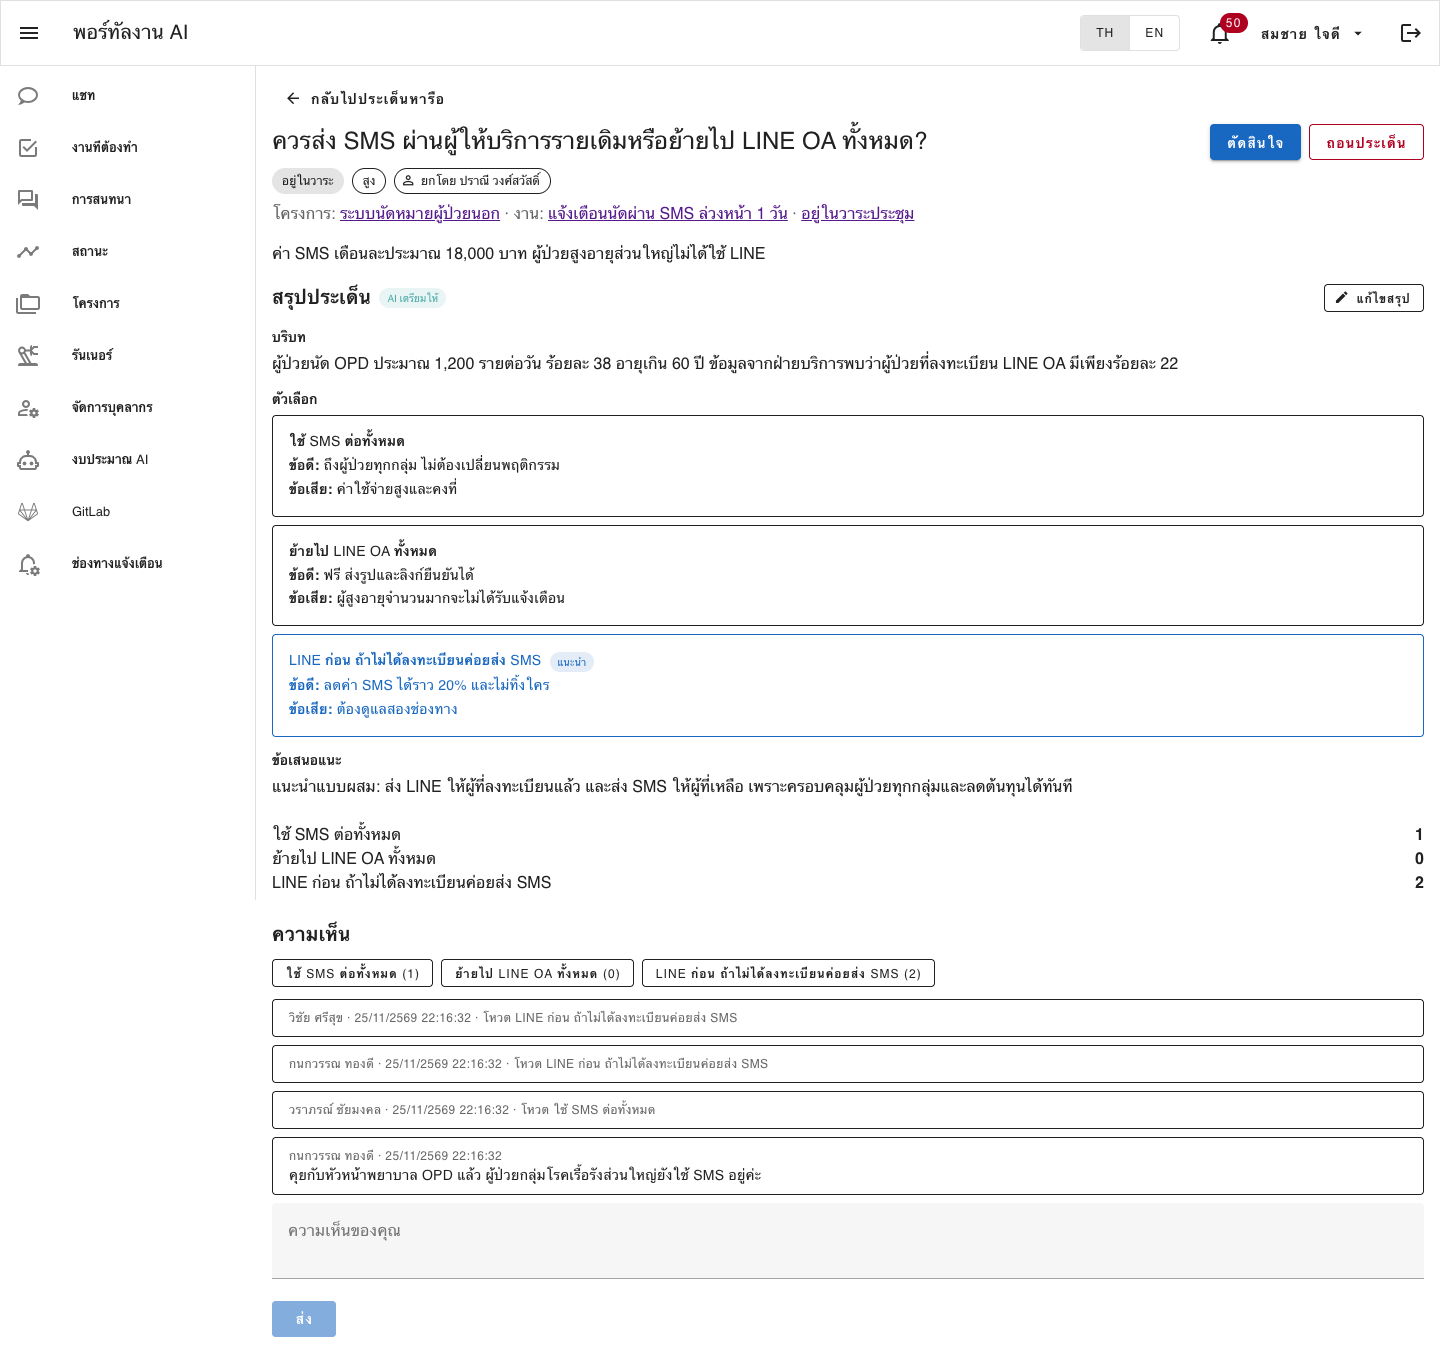 พอร์ทัลงาน AI
TH EN
50
สมชาย ใจดี
แชท
งานที่ต้องทำ
การสนทนา
สถานะ
โครงการ
รันเนอร์
จัดการบุคลากร
งบประมาณ AI
GitLab
ช่องทางแจ้งเตือน
กลับไปประเด็นหารือ
ควรส่ง SMS ผ่านผู้ให้บริการรายเดิมหรือย้ายไป LINE OA ทั้งหมด?
ตัดสินใจ ถอนประเด็น
อยู่ในวาระ สูง ยกโดย ปราณี วงศ์สวัสดิ์
โครงการ: ระบบนัดหมายผู้ป่วยนอก · งาน: แจ้งเตือนนัดผ่าน SMS ล่วงหน้า 1 วัน · อยู่ในวาระประชุม
ค่า SMS เดือนละประมาณ 18,000 บาท ผู้ป่วยสูงอายุส่วนใหญ่ไม่ได้ใช้ LINE
สรุปประเด็น AI เตรียมให้
แก้ไขสรุป
บริบท
ผู้ป่วยนัด OPD ประมาณ 1,200 รายต่อวัน ร้อยละ 38 อายุเกิน 60 ปี ข้อมูลจากฝ่ายบริการพบว่าผู้ป่วยที่ลงทะเบียน LINE OA มีเพียงร้อยละ 22
ตัวเลือก
ใช้ SMS ต่อทั้งหมด
ข้อดี: ถึงผู้ป่วยทุกกลุ่ม ไม่ต้องเปลี่ยนพฤติกรรม
ข้อเสีย: ค่าใช้จ่ายสูงและคงที่
ย้ายไป LINE OA ทั้งหมด
ข้อดี: ฟรี ส่งรูปและลิงก์ยืนยันได้
ข้อเสีย: ผู้สูงอายุจำนวนมากจะไม่ได้รับแจ้งเตือน
LINE ก่อน ถ้าไม่ได้ลงทะเบียนค่อยส่ง SMS แนะนำ
ข้อดี: ลดค่า SMS ได้ราว 20% และไม่ทิ้งใคร
ข้อเสีย: ต้องดูแลสองช่องทาง
ข้อเสนอแนะ
แนะนำแบบผสม: ส่ง LINE ให้ผู้ที่ลงทะเบียนแล้ว และส่ง SMS ให้ผู้ที่เหลือ เพราะครอบคลุมผู้ป่วยทุกกลุ่มและลดต้นทุนได้ทันที
ใช้ SMS ต่อทั้งหมด 1
ย้ายไป LINE OA ทั้งหมด 0
LINE ก่อน ถ้าไม่ได้ลงทะเบียนค่อยส่ง SMS 2
ความเห็น
ใช้ SMS ต่อทั้งหมด (1) ย้ายไป LINE OA ทั้งหมด (0) LINE ก่อน ถ้าไม่ได้ลงทะเบียนค่อยส่ง SMS (2)
วิชัย ศรีสุข · 25/11/2569 22:16:32 · โหวต LINE ก่อน ถ้าไม่ได้ลงทะเบียนค่อยส่ง SMS
กนกวรรณ ทองดี · 25/11/2569 22:16:32 · โหวต LINE ก่อน ถ้าไม่ได้ลงทะเบียนค่อยส่ง SMS
วราภรณ์ ชัยมงคล · 25/11/2569 22:16:32 · โหวต ใช้ SMS ต่อทั้งหมด
กนกวรรณ ทองดี · 25/11/2569 22:16:32
คุยกับหัวหน้าพยาบาล OPD แล้ว ผู้ป่วยกลุ่มโรคเรื้อรังส่วนใหญ่ยังใช้ SMS อยู่ค่ะ
ความเห็นของคุณ
ส่ง